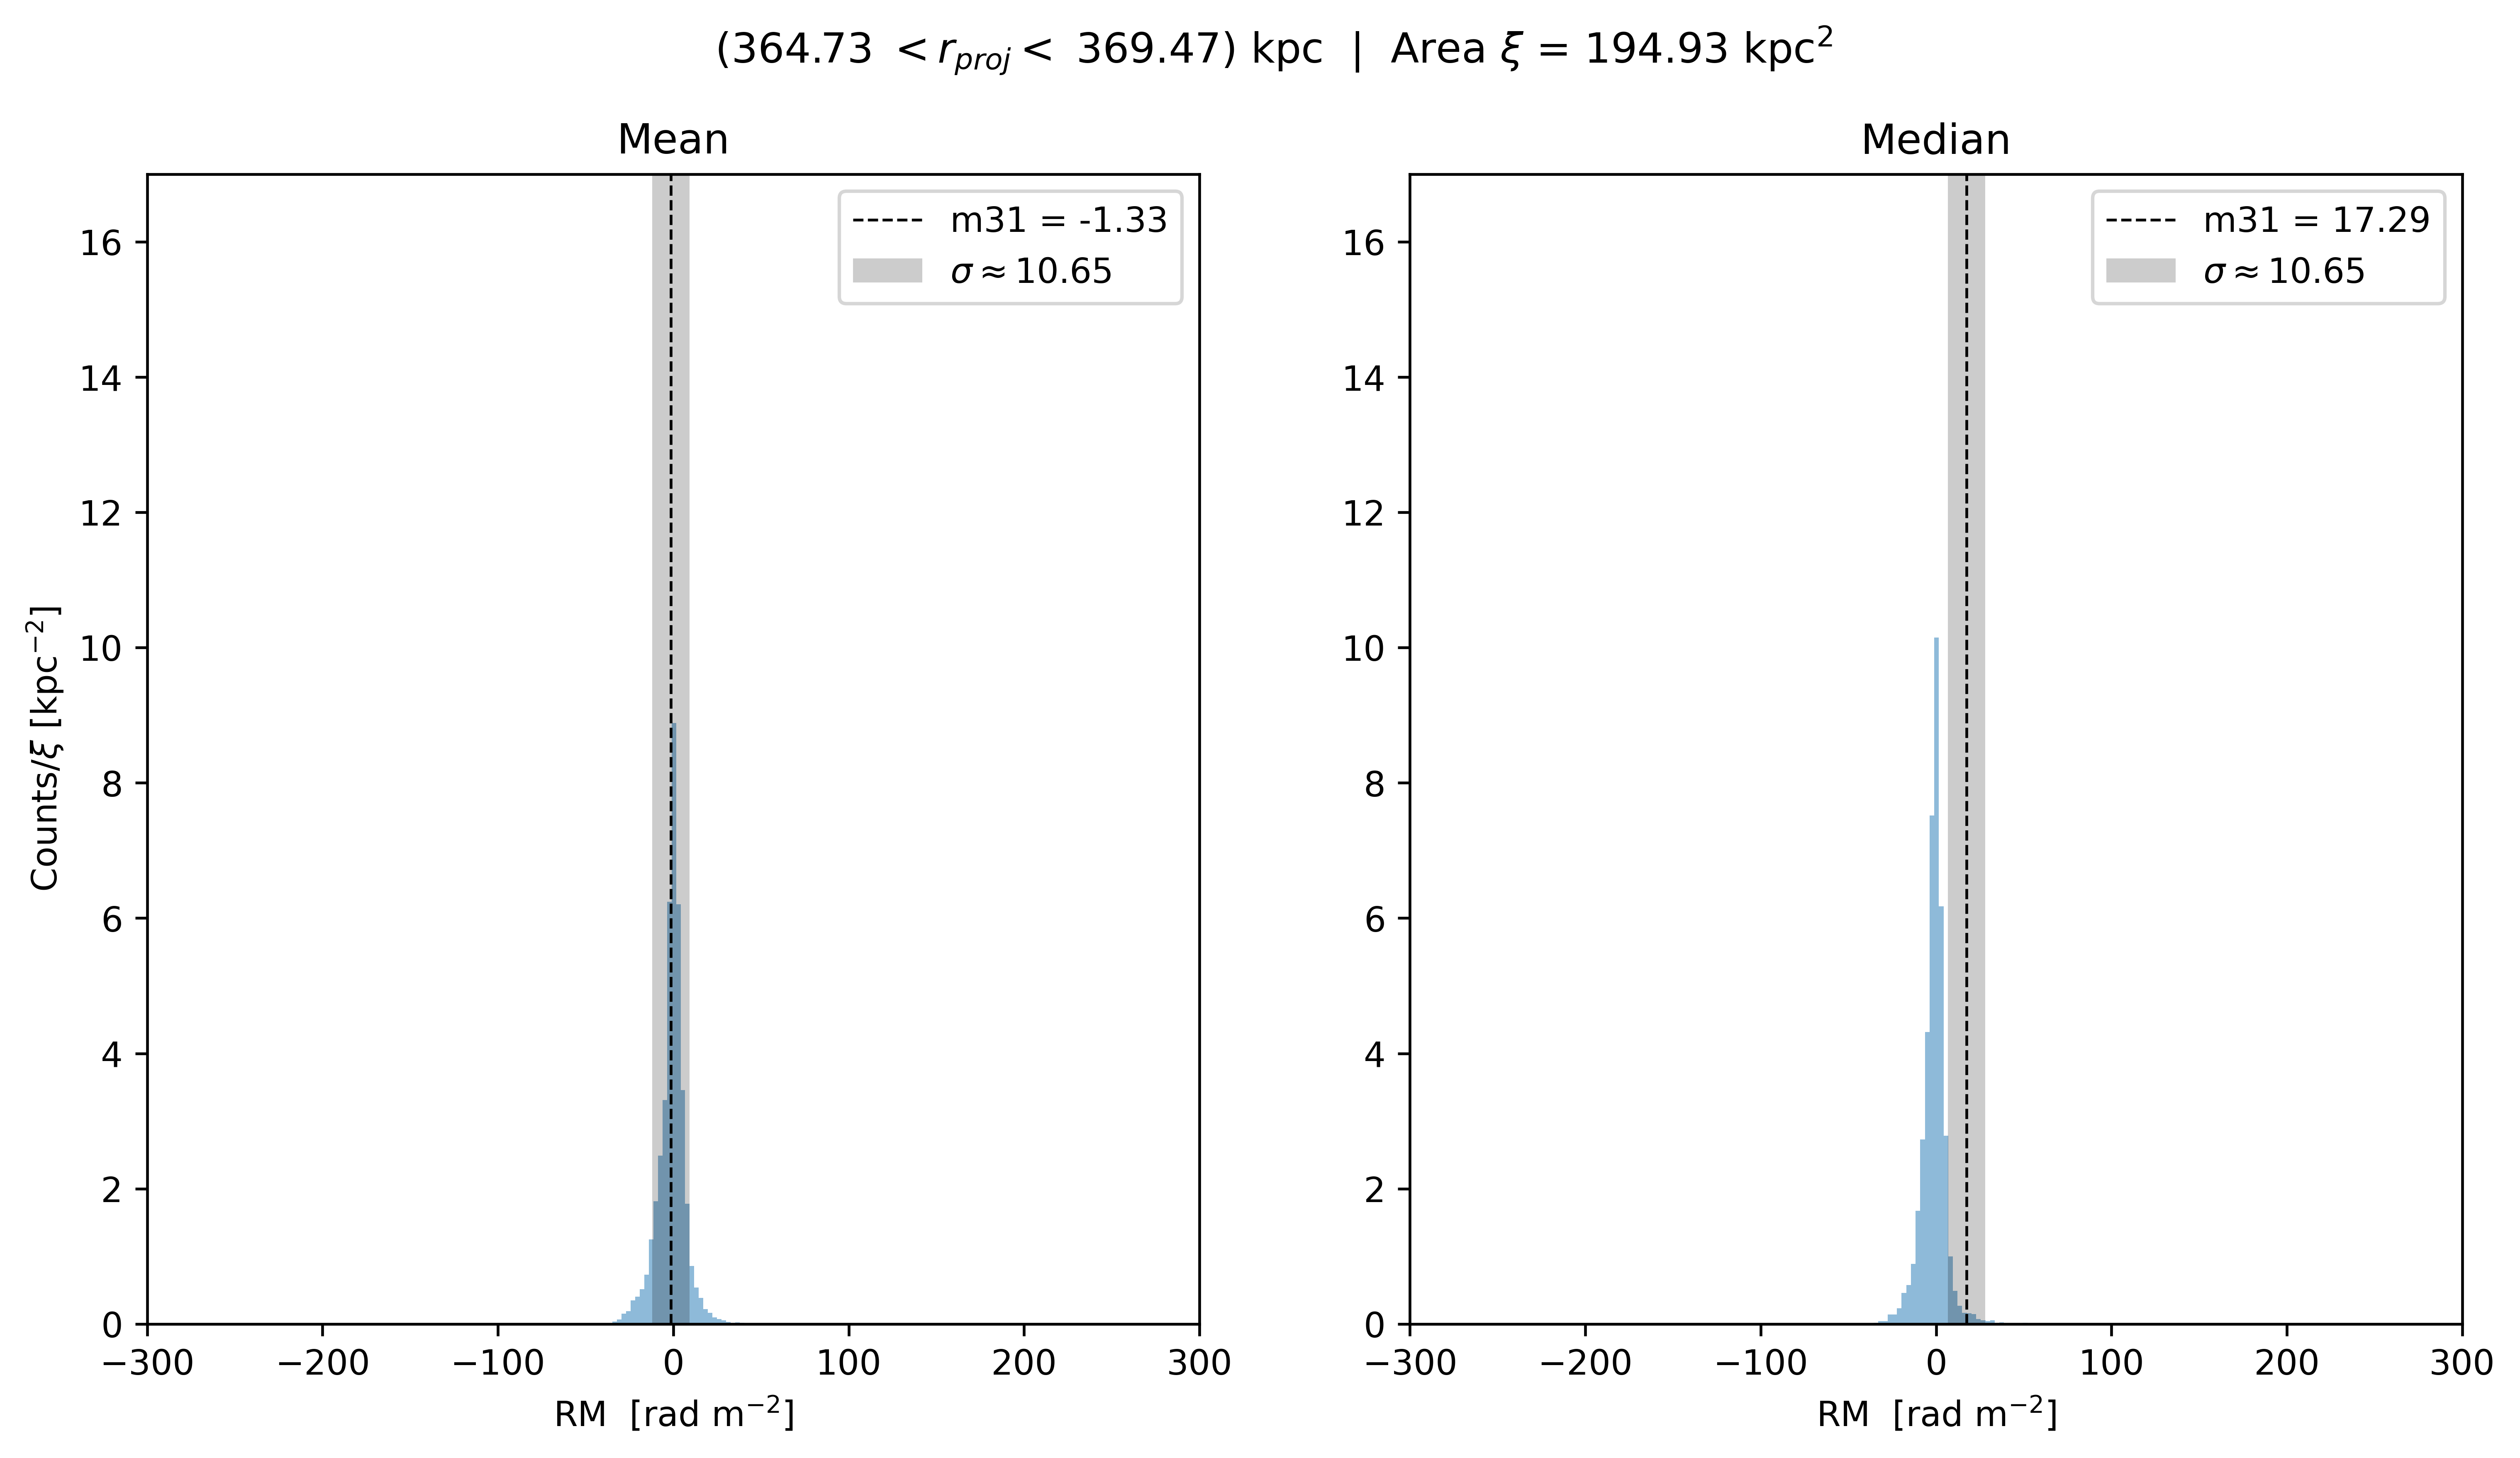 (364.73 < r_proj < 369.47) kpc | Area ξ = 194.93 kpc²
Mean
m31 = -1.33
σ ≈ 10.65
16
14
12
10
8
6
4
2
0
Counts/ξ [kpc⁻²]
−300 −200 −100 0 100 200 300
RM [rad m⁻²]
Median
m31 = 17.29
σ ≈ 10.65
16
14
12
10
8
6
4
2
0
−300 −200 −100 0 100 200 300
RM [rad m⁻²]